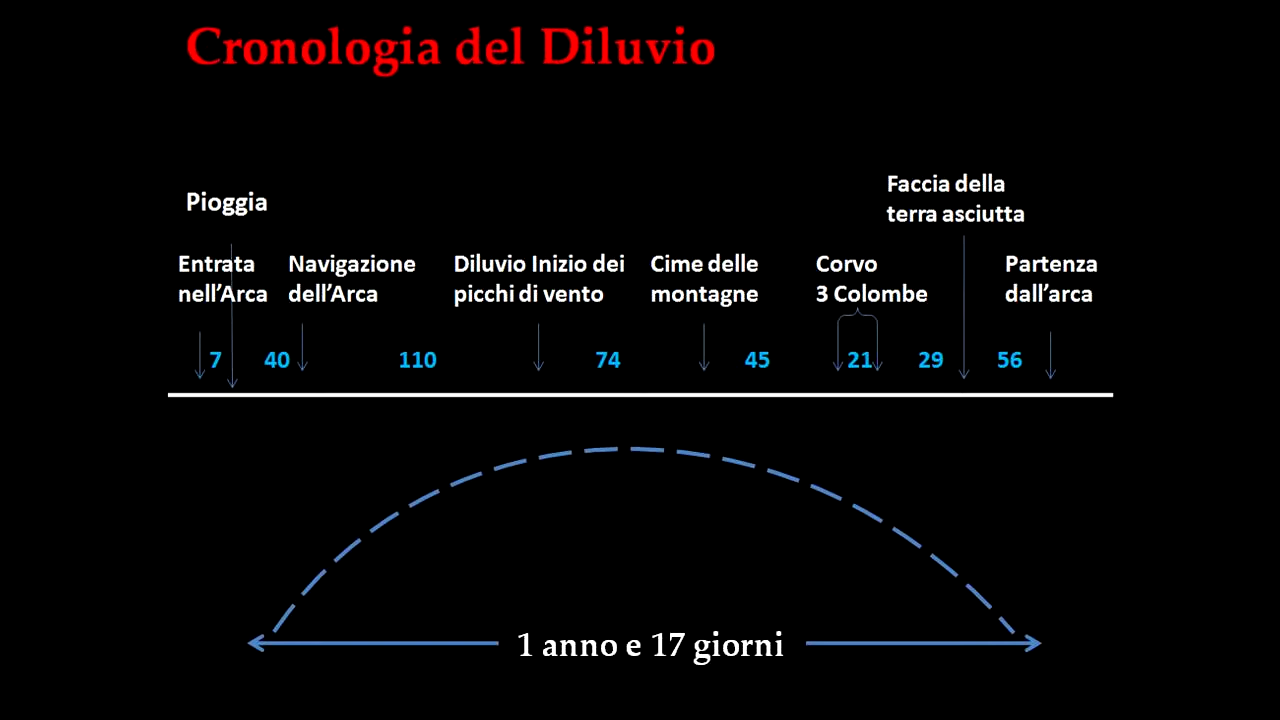 Cronologia del Diluvio
Pioggia
Faccia della
terra asciutta
Entrata
nell’Arca
Navigazione
dell’Arca
Diluvio Inizio dei
picchi di vento
Cime delle
montagne
Corvo
3 Colombe
Partenza
dall’arca
7 40 110 74 45 21 29 56
1 anno e 17 giorni